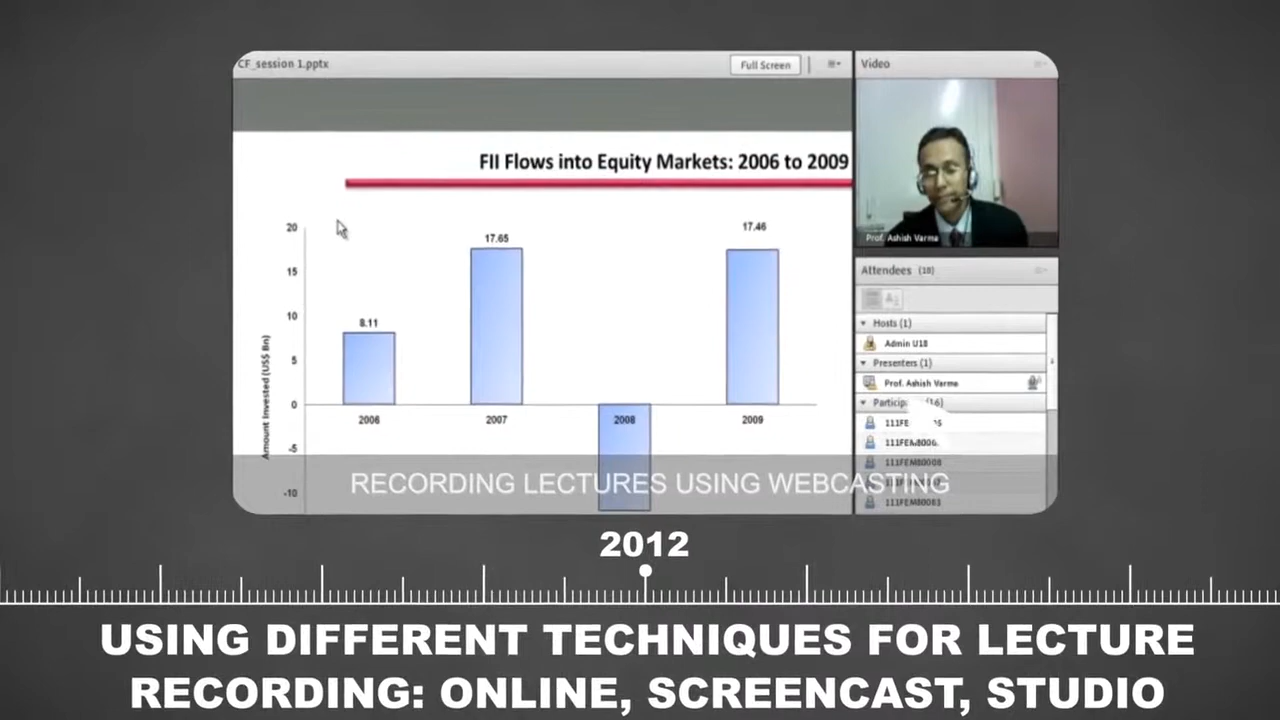 CF_session 1.pptx
Full Screen
Video
FII Flows into Equity Markets: 2006 to 2009
Amount Invested (US$ Bn)
20
15
10
5
0
-5
-10
8.11
17.65
17.46
2006
2007
2008
2009
Prof. Ashish Varma
Attendees (18)
Hosts (1)
Admin U18
Presenters (1)
Prof. Ashish Varma
(16)
111FEM80008
RECORDING LECTURES USING WEBCASTING
2012
USING DIFFERENT TECHNIQUES FOR LECTURE
RECORDING: ONLINE, SCREENCAST, STUDIO